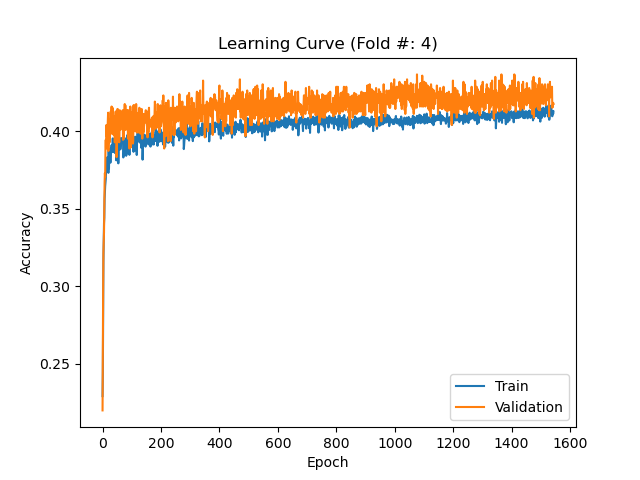 Learning Curve (Fold #: 4)
Accuracy
0.40
0.35
0.30
0.25
0 200 400 600 800 1000 1200 1400 1600
Epoch
Train
Validation